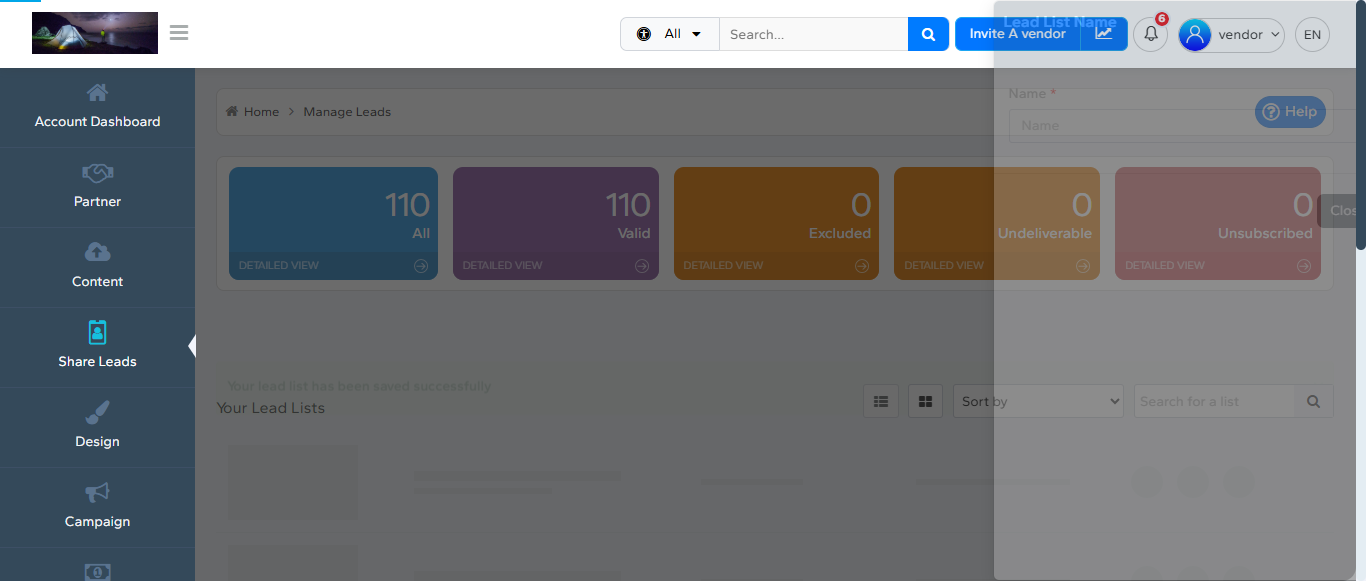 All
Search...
Invite A vendor
Lead List Name
6
vendor
EN
Account Dashboard
Partner
Content
Share Leads
Design
Campaign
Home
Manage Leads
Name *
Name
Help
110
All
DETAILED VIEW
110
Valid
DETAILED VIEW
0
Excluded
DETAILED VIEW
0
Undeliverable
DETAILED VIEW
0
Unsubscribed
DETAILED VIEW
Clos
Your lead list has been saved successfully
Your Lead Lists
Sort by
Search for a list